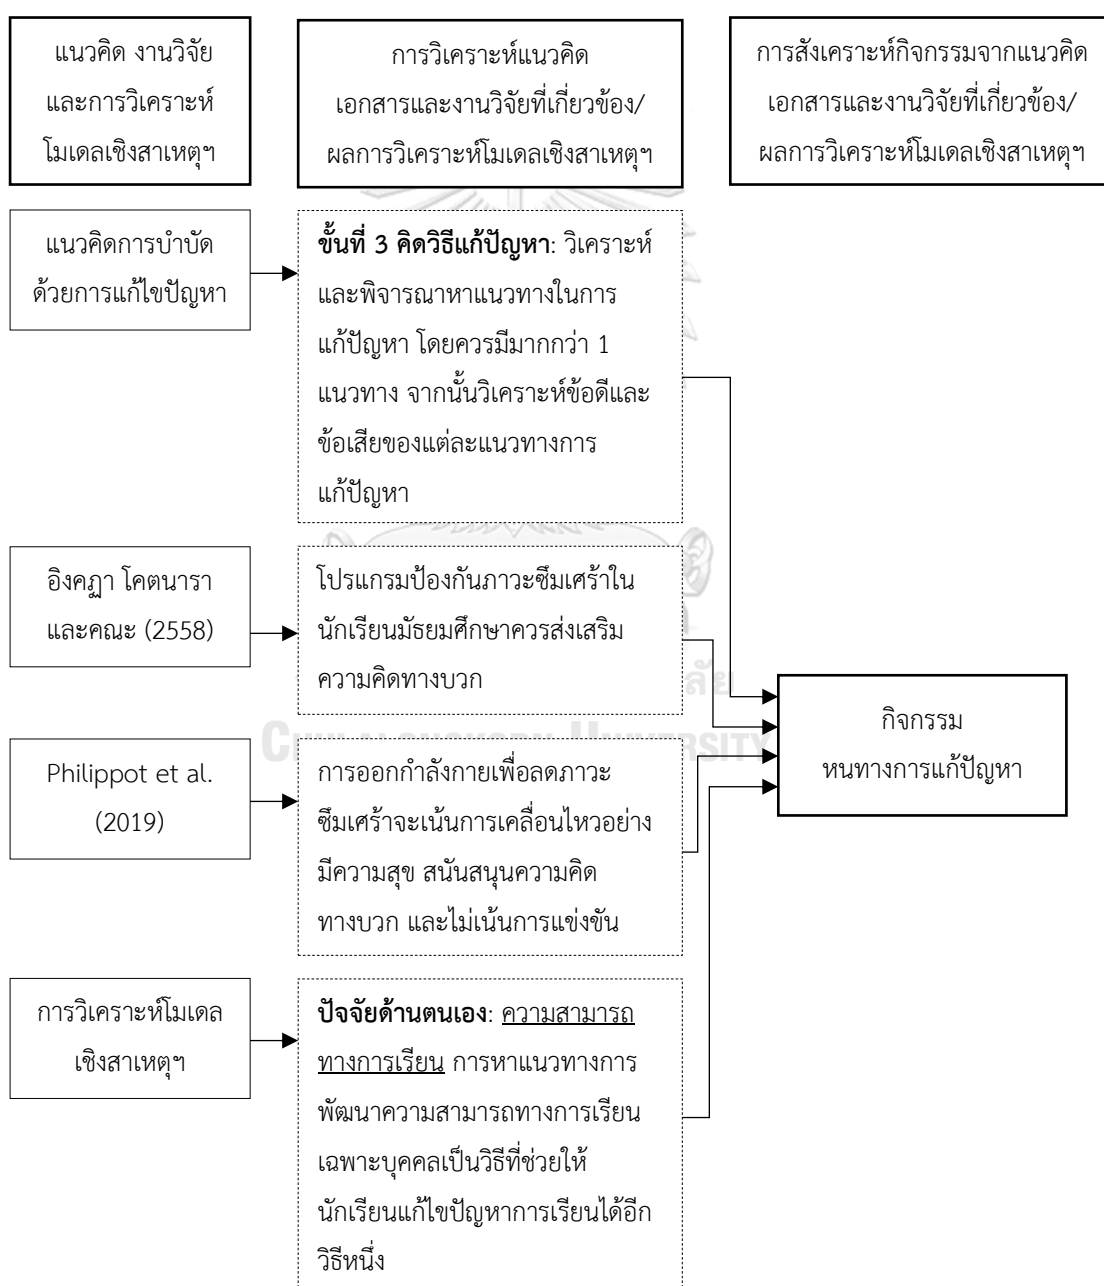 แนวคิด งานวิจัย
และการวิเคราะห์
โมเดลเชิงสาเหตุฯ
การวิเคราะห์แนวคิด
เอกสารและงานวิจัยที่เกี่ยวข้อง/
ผลการวิเคราะห์โมเดลเชิงสาเหตุฯ
การสังเคราะห์กิจกรรมจากแนวคิด
เอกสารและงานวิจัยที่เกี่ยวข้อง/
ผลการวิเคราะห์โมเดลเชิงสาเหตุฯ
แนวคิดการบำบัด
ด้วยการแก้ไขปัญหา
ขั้นที่ 3 คิดวิธีแก้ปัญหา: วิเคราะห์
และพิจารณาหาแนวทางในการ
แก้ปัญหา โดยควรมีมากกว่า 1
แนวทาง จากนั้นวิเคราะห์ข้อดีและ
ข้อเสียของแต่ละแนวทางการ
แก้ปัญหา
อิงคฏา โคตนารา
และคณะ (2558)
โปรแกรมป้องกันภาวะซึมเศร้าใน
นักเรียนมัธยมศึกษาควรส่งเสริม
ความคิดทางบวก
Philippot et al.
(2019)
การออกกำลังกายเพื่อลดภาวะ
ซึมเศร้าจะเน้นการเคลื่อนไหวอย่าง
มีความสุข สนันสนุนความคิด
ทางบวก และไม่เน้นการแข่งขัน
การวิเคราะห์โมเดล
เชิงสาเหตุฯ
ปัจจัยด้านตนเอง: ความสามารถ
ทางการเรียน การหาแนวทางการ
พัฒนาความสามารถทางการเรียน
เฉพาะบุคคลเป็นวิธีที่ช่วยให้
นักเรียนแก้ไขปัญหาการเรียนได้อีก
วิธีหนึ่ง
กิจกรรม
หนทางการแก้ปัญหา